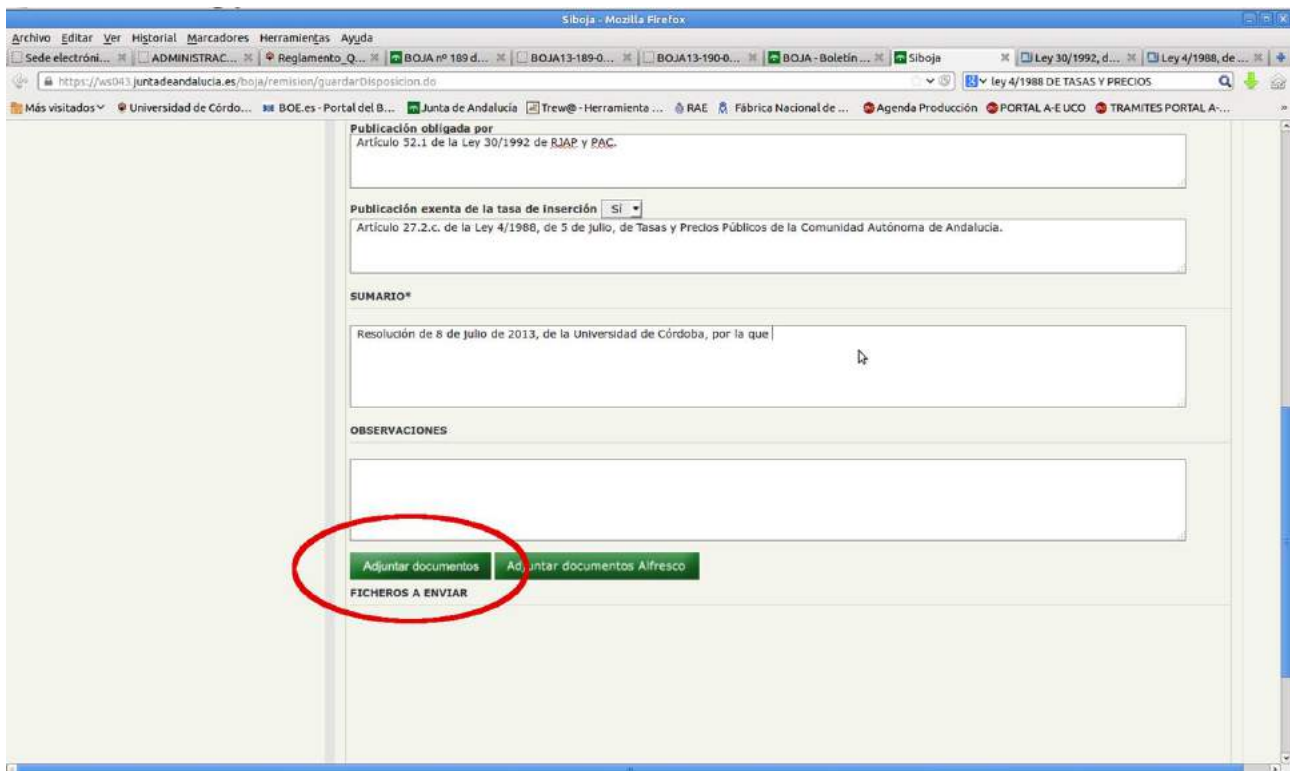 Siboja - Mozilla Firefox
Archivo Editar Ver Historial Marcadores Herramientas Ayuda
Sede electróni... ADMINISTRAC... Reglamento_Q... BOJA nº 189 d... BOJA13-189-0... BOJA13-190-0... BOJA - Boletín ... Siboja Ley 30/1992, d... Ley 4/1988, de ...
https://ws043.juntadeandalucia.es/boja/remision/guardarDisposicion.do ley 4/1988 DE TASAS Y PRECIOS
Más visitados Universidad de Córdo... BOE.es - Portal del B... Junta de Andalucía Trew@ - Herramienta ... RAE Fábrica Nacional de ... Agenda Producción PORTAL A-E UCO TRAMITES PORTAL A-...
Publicación obligada por
Artículo 52.1 de la Ley 30/1992 de RJAP y PAC.
Publicación exenta de la tasa de inserción Sí
Artículo 27.2.c. de la Ley 4/1988, de 5 de julio, de Tasas y Precios Públicos de la Comunidad Autónoma de Andalucía.
SUMARIO*
Resolución de 8 de julio de 2013, de la Universidad de Córdoba, por la que
OBSERVACIONES
Adjuntar documentos Adjuntar documentos Alfresco
FICHEROS A ENVIAR